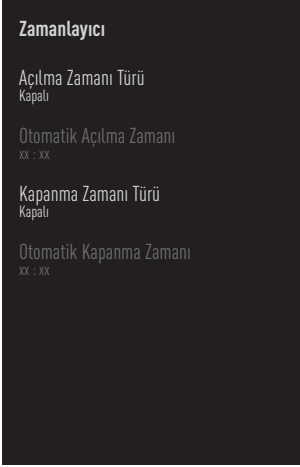 Zamanlayıcı
Açılma Zamanı Türü
Kapalı
Otomatik Açılma Zamanı
xx : xx
Kapanma Zamanı Türü
Kapalı
Otomatik Kapanma Zamanı
xx : xx